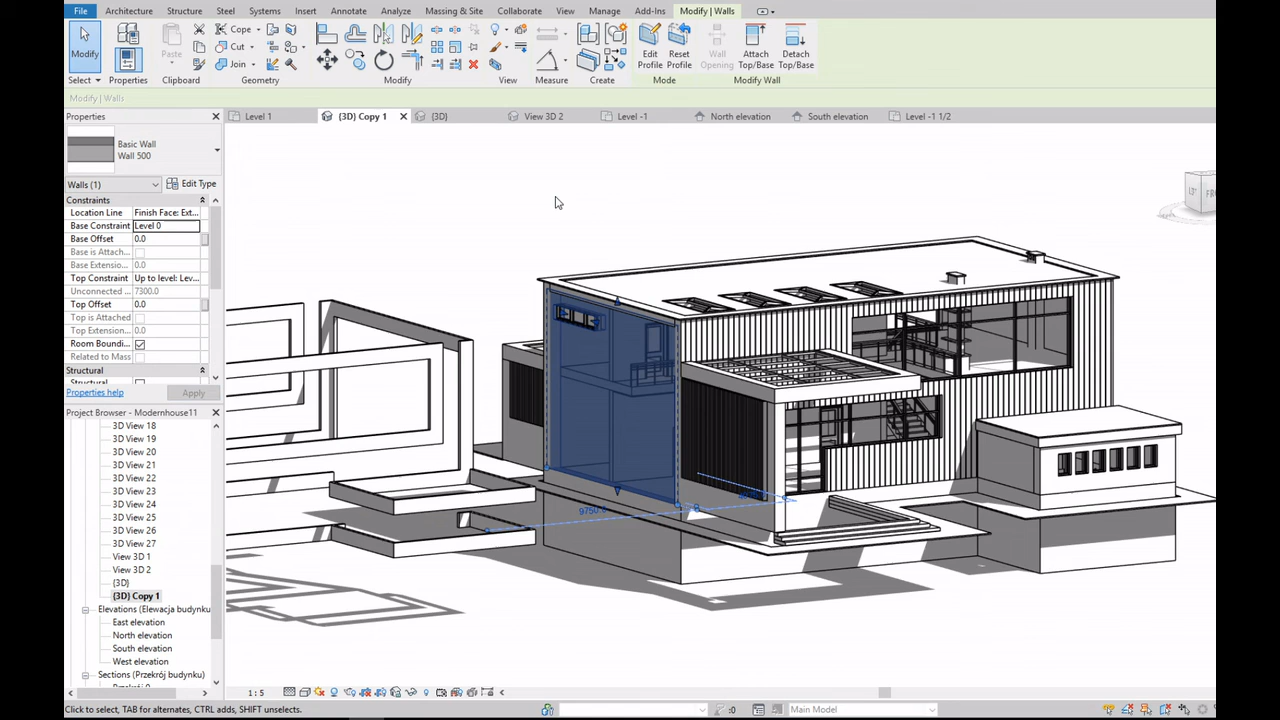 File Architecture Structure Steel Systems Insert Annotate Analyze Massing & Site Collaborate View Manage Add-Ins Modify | Walls
Cope
Cut
Join
Modify
Paste
Edit
Profile
Reset
Profile
Wall
Opening
Attach
Top/Base
Detach
Top/Base
Select Properties Clipboard Geometry Modify View Measure Create Mode Modify Wall
Modify | Walls
Properties
Level 1 {3D} Copy 1 {3D} View 3D 2 Level -1 North elevation South elevation Level -1 1/2
Basic Wall
Wall 500
Walls (1) Edit Type
Constraints
Location Line Finish Face: Ext...
Base Constraint Level 0
Base Offset 0.0
Base is Attach...
Base Extensio... 0.0
Top Constraint Up to level: Lev...
Unconnected ... 7300.0
Top Offset 0.0
Top is Attached
Top Extension... 0.0
Room Boundi...
Related to Mass
Structural
Properties help Apply
Project Browser - Modernhouse11
3D View 18
3D View 19
3D View 20
3D View 21
3D View 22
3D View 23
3D View 24
3D View 25
3D View 26
3D View 27
View 3D 1
View 3D 2
{3D}
{3D} Copy 1
Elevations (Elewacja budynku
East elevation
North elevation
South elevation
West elevation
Sections (Przekrój budynku)
1 : 5
Click to select, TAB for alternates, CTRL adds, SHIFT unselects.
:0 Main Model